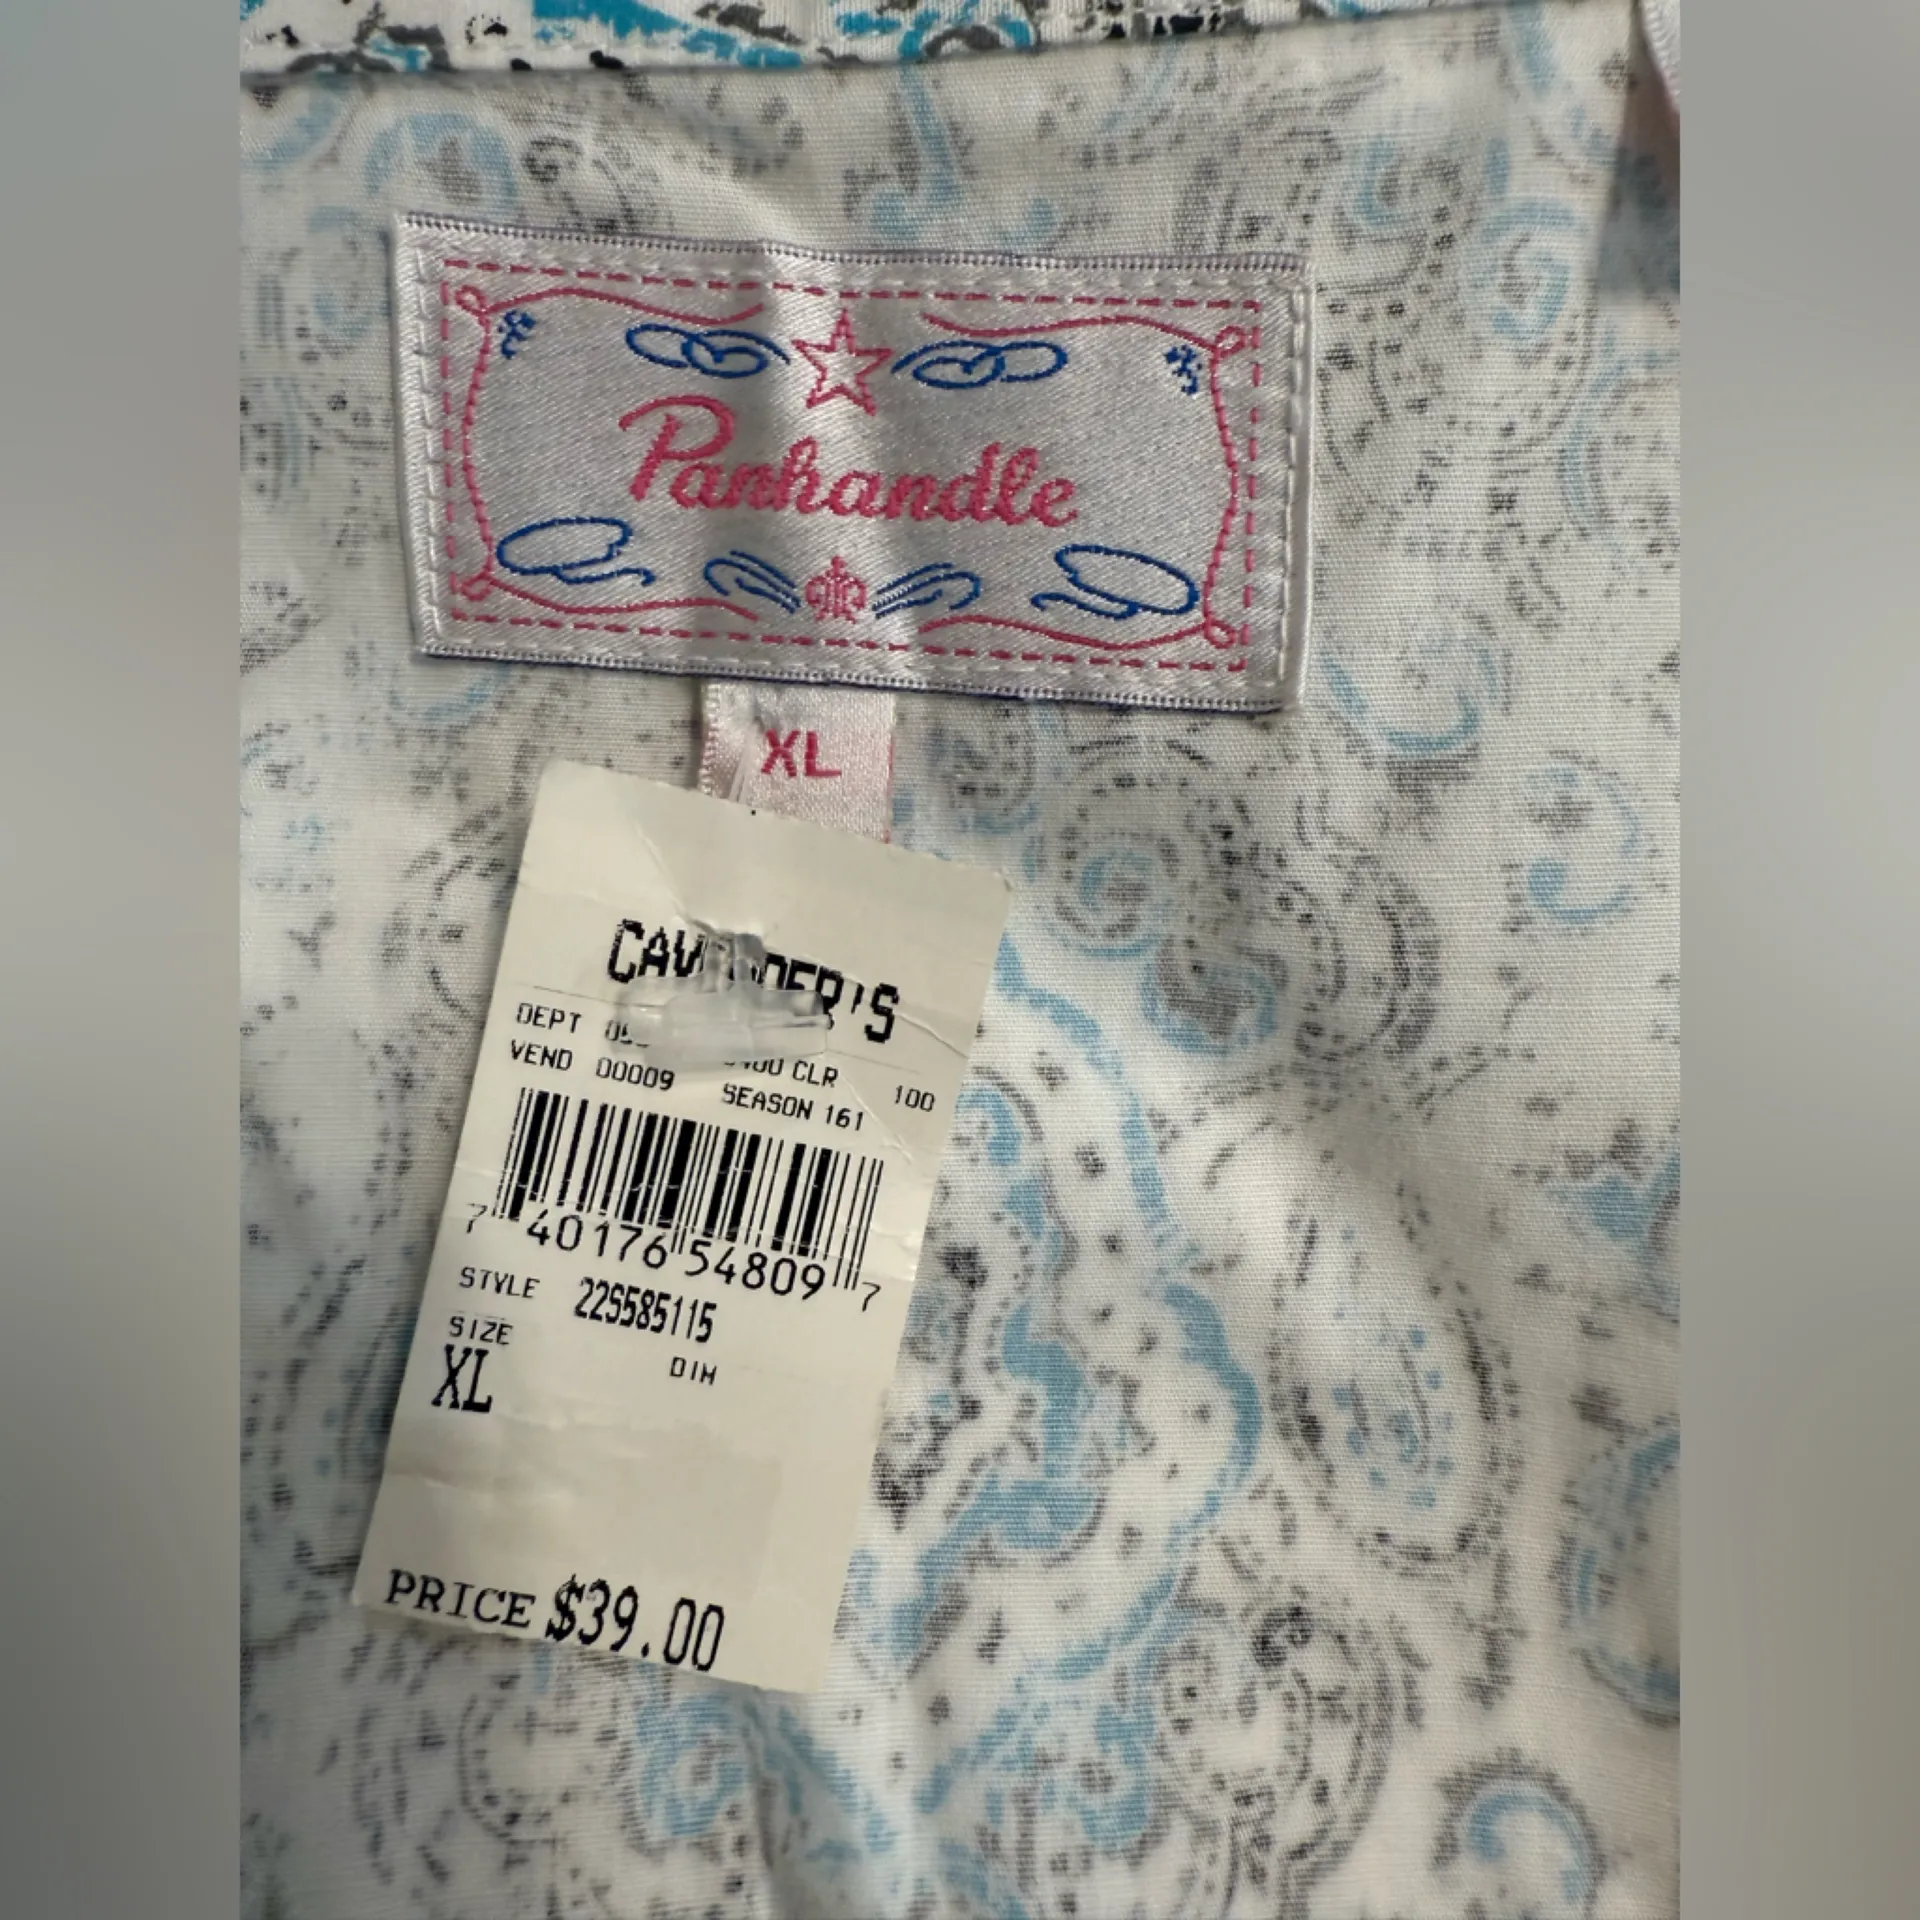 Panhandle
XL
CAVENDER'S
DEPT
CLR 100
VEND 00009 SEASON 161
7 40176 54809 7
STYLE 22S585115
SIZE
XL DIM
PRICE $39.00